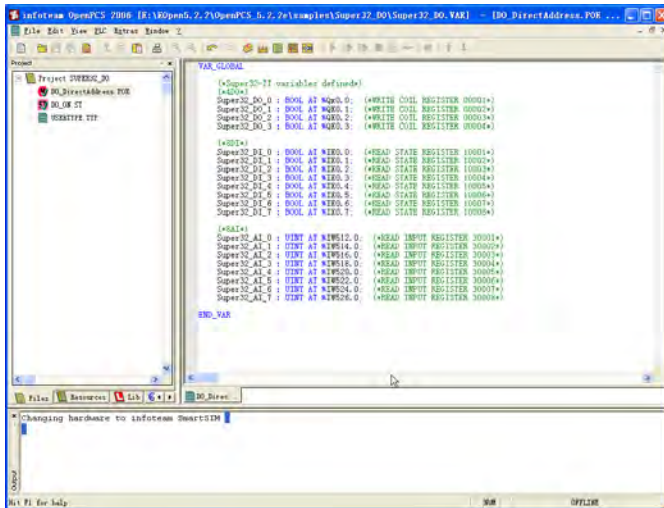 infoteam OpenPCS 2006 [E:\KOpen5.2.2\OpenPCS_5.2.2e\samples\Super32_DO\Super32_DO.VAR] - [DO_DirectAddress.POE ...
File Edit View PLC Extras Window ?
Project
Project SUPER32_DO
DO_DirectAddress.POE
DO_ON ST
USERTYPE.TYP
VAR_GLOBAL
(*Super32-IT variables defined*)
(*4DO*)
Super32_DO_0 : BOOL AT %QX0.0; (*WRITE COIL REGISTER 00001*)
Super32_DO_1 : BOOL AT %QX0.1; (*WRITE COIL REGISTER 00002*)
Super32_DO_2 : BOOL AT %QX0.2; (*WRITE COIL REGISTER 00003*)
Super32_DO_3 : BOOL AT %QX0.3; (*WRITE COIL REGISTER 00004*)
(*8DI*)
Super32_DI_0 : BOOL AT %IX0.0; (*READ STATE REGISTER 10001*)
Super32_DI_1 : BOOL AT %IX0.1; (*READ STATE REGISTER 10002*)
Super32_DI_2 : BOOL AT %IX0.2; (*READ STATE REGISTER 10003*)
Super32_DI_3 : BOOL AT %IX0.3; (*READ STATE REGISTER 10004*)
Super32_DI_4 : BOOL AT %IX0.4; (*READ STATE REGISTER 10005*)
Super32_DI_5 : BOOL AT %IX0.5; (*READ STATE REGISTER 10006*)
Super32_DI_6 : BOOL AT %IX0.6; (*READ STATE REGISTER 10007*)
Super32_DI_7 : BOOL AT %IX0.7; (*READ STATE REGISTER 10008*)
(*8AI*)
Super32_AI_0 : UINT AT %IW512.0; (*READ INPUT REGISTER 30001*)
Super32_AI_1 : UINT AT %IW514.0; (*READ INPUT REGISTER 30002*)
Super32_AI_2 : UINT AT %IW516.0; (*READ INPUT REGISTER 30003*)
Super32_AI_3 : UINT AT %IW518.0; (*READ INPUT REGISTER 30004*)
Super32_AI_4 : UINT AT %IW520.0; (*READ INPUT REGISTER 30005*)
Super32_AI_5 : UINT AT %IW522.0; (*READ INPUT REGISTER 30006*)
Super32_AI_6 : UINT AT %IW524.0; (*READ INPUT REGISTER 30007*)
Super32_AI_7 : UINT AT %IW526.0; (*READ INPUT REGISTER 30008*)
END_VAR
Files Resources Lib
DO_Direc...
Changing hardware to infoteam SmartSIM
Output
Hit F1 for help
NUM
OFFLINE